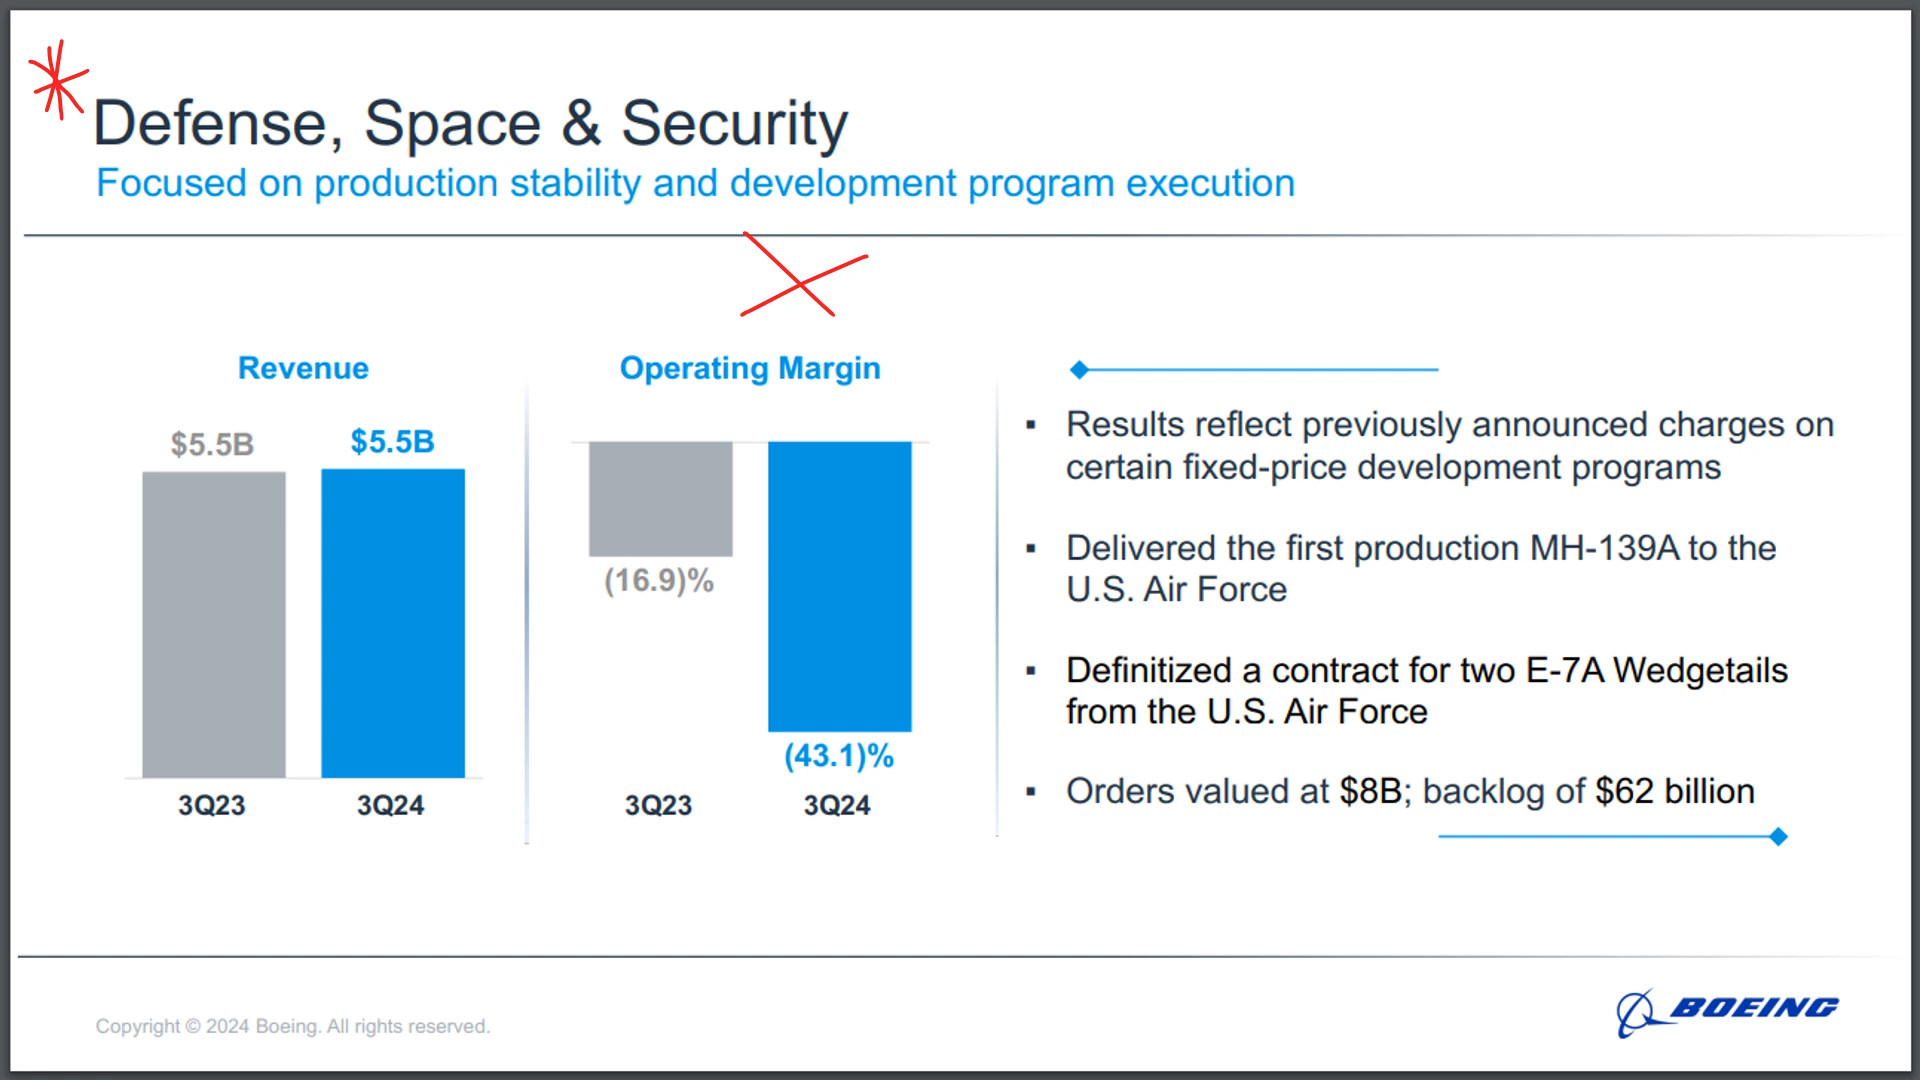 Defense, Space & Security
Focused on production stability and development program execution
Revenue
$5.5B
$5.5B
3Q23
3Q24
Operating Margin
(16.9)%
(43.1)%
3Q23
3Q24
▪ Results reflect previously announced charges on
certain fixed-price development programs
▪ Delivered the first production MH-139A to the
U.S. Air Force
▪ Definitized a contract for two E-7A Wedgetails
from the U.S. Air Force
▪ Orders valued at $8B; backlog of $62 billion
Copyright © 2024 Boeing. All rights reserved.
BOEING